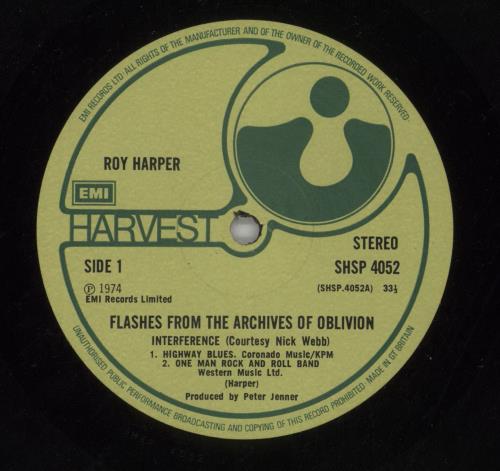 EMI RECORDS LTD· ALL RIGHTS OF THE MANUFACTURER AND OF THE OWNER OF THE RECORDED WORK RESERVED·
ROY HARPER
EMI
HARVEST
SIDE 1
STEREO
SHSP 4052
(SHSP.4052A) 33⅓
Ⓟ 1974
EMI Records Limited
FLASHES FROM THE ARCHIVES OF OBLIVION
INTERFERENCE (Courtesy Nick Webb)
1. HIGHWAY BLUES. Coronado Music/KPM
2. ONE MAN ROCK AND ROLL BAND
Western Music Ltd.
(Harper)
Produced by Peter Jenner
UNAUTHORISED PUBLIC PERFORMANCE BROADCASTING AND COPYING OF THIS RECORD PROHIBITED· MADE IN GT BRITAIN